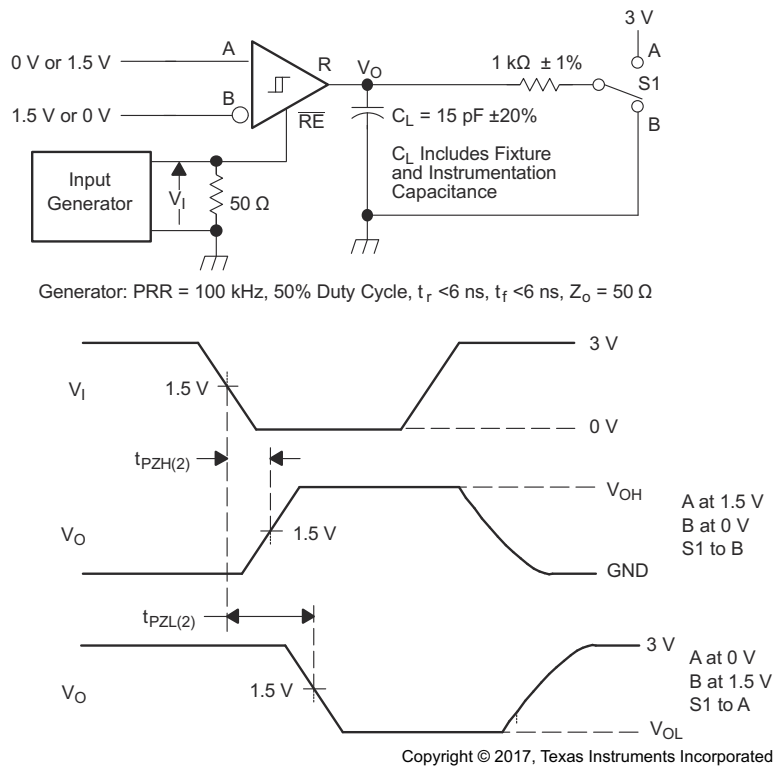 3 V
A
S1
B
0 V or 1.5 V
A
R
V_O
1 kΩ ± 1%
1.5 V or 0 V
B
RE
C_L = 15 pF ±20%
C_L Includes Fixture
and Instrumentation
Capacitance
Input
Generator
V_I
50 Ω
Generator: PRR = 100 kHz, 50% Duty Cycle, t_r <6 ns, t_f <6 ns, Z_o = 50 Ω
3 V
V_I
1.5 V
0 V
t_PZH(2)
V_OH
A at 1.5 V
B at 0 V
S1 to B
V_O
1.5 V
GND
t_PZL(2)
3 V
A at 0 V
B at 1.5 V
S1 to A
V_O
1.5 V
V_OL
Copyright © 2017, Texas Instruments Incorporated